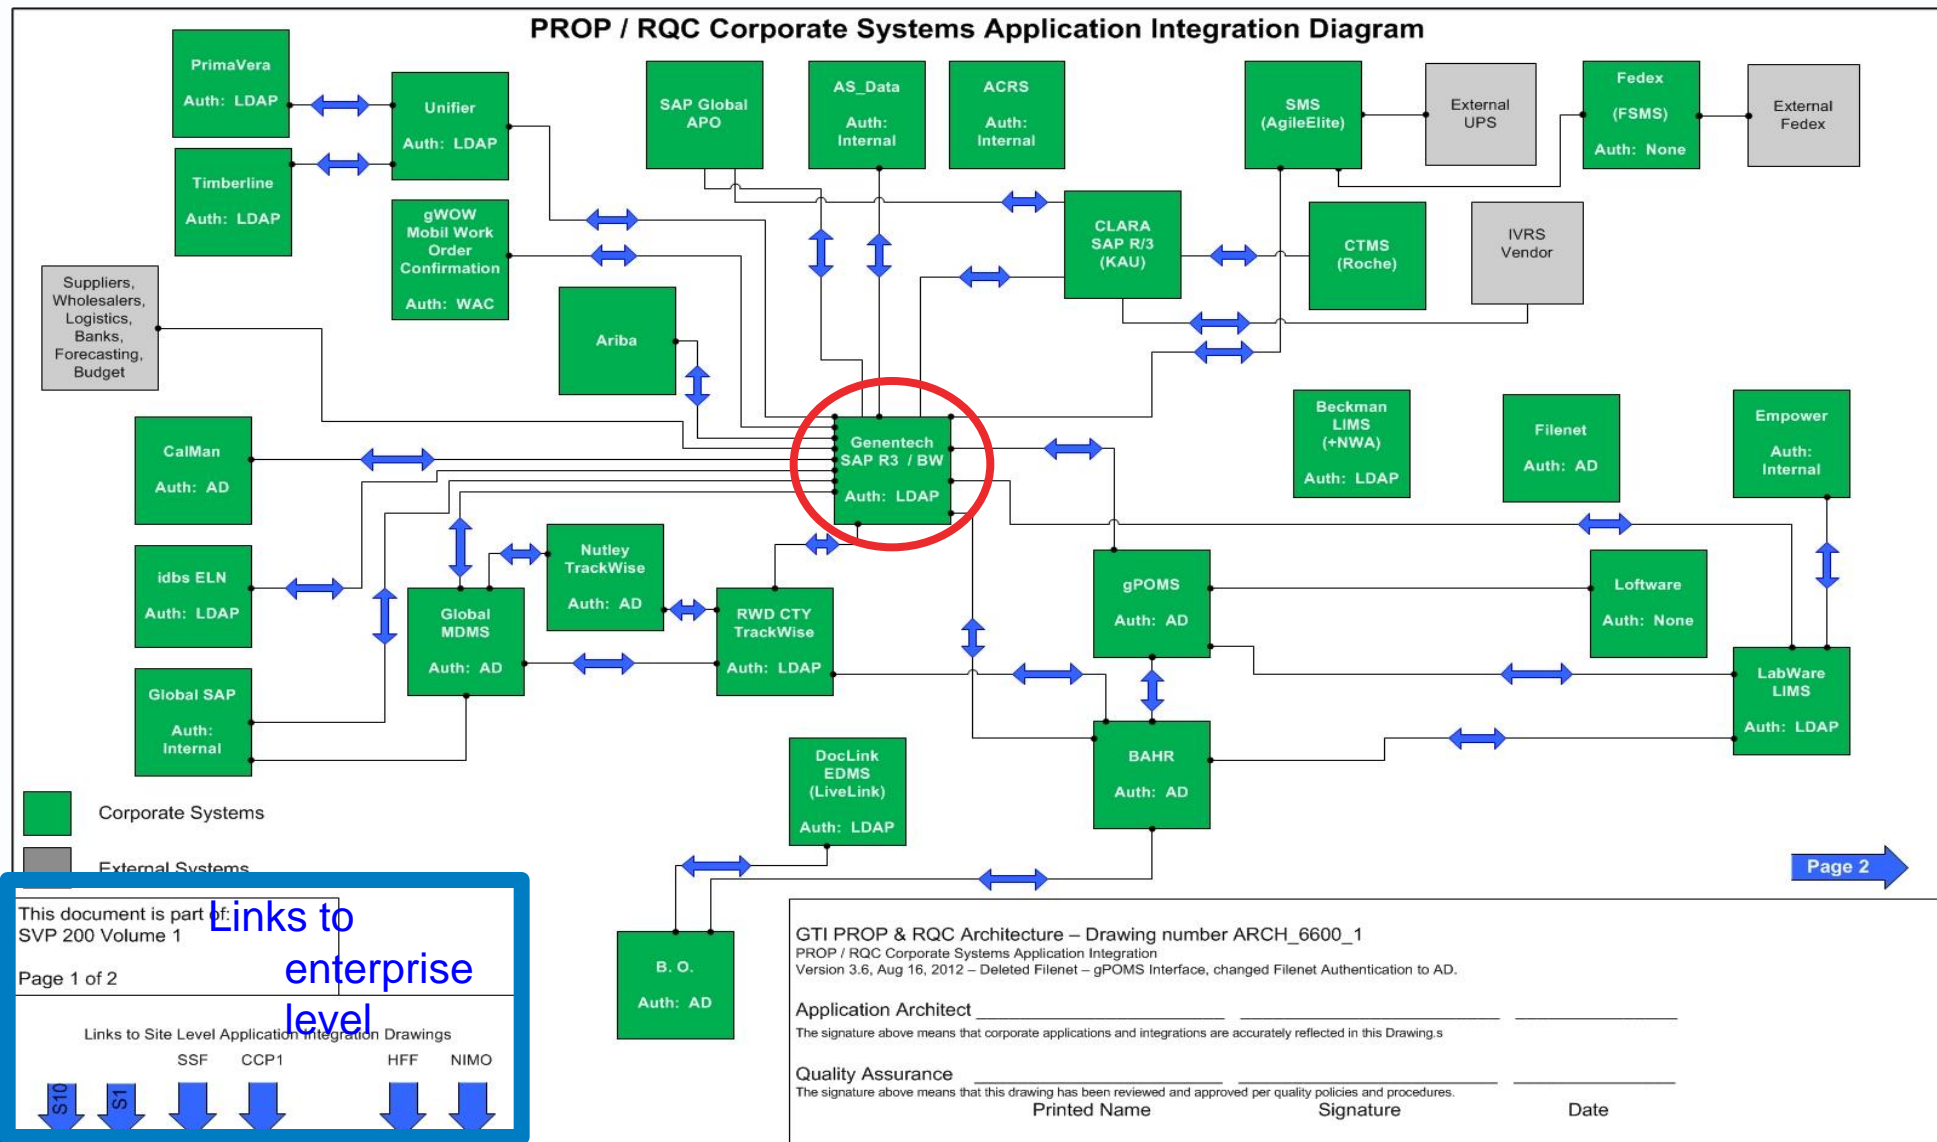 PROP / RQC Corporate Systems Application Integration Diagram
PrimaVera
Auth: LDAP
Unifier
Auth: LDAP
Timberline
Auth: LDAP
gWOW
Mobil Work
Order
Confirmation
Auth: WAC
Suppliers,
Wholesalers,
Logistics,
Banks,
Forecasting,
Budget
Ariba
SAP Global
APO
AS_Data
Auth:
Internal
ACRS
Auth:
Internal
SMS
(AgileElite)
External
UPS
Fedex
(FSMS)
Auth: None
External
Fedex
CLARA
SAP R/3
(KAU)
CTMS
(Roche)
IVRS
Vendor
CalMan
Auth: AD
Genentech
SAP R3 / BW
Auth: LDAP
Beckman
LIMS
(+NWA)
Auth: LDAP
Filenet
Auth: AD
Empower
Auth:
Internal
idbs ELN
Auth: LDAP
Global
MDMS
Auth: AD
Nutley
TrackWise
Auth: AD
RWD CTY
TrackWise
Auth: LDAP
gPOMS
Auth: AD
Loftware
Auth: None
Global SAP
Auth:
Internal
LabWare
LIMS
Auth: LDAP
DocLink
EDMS
(LiveLink)
Auth: LDAP
BAHR
Auth: AD
B. O.
Auth: AD
Corporate Systems
External Systems
Page 2
This document is part of:
SVP 200 Volume 1
Page 1 of 2
Links to
enterprise
level
Links to Site Level Application Integration Drawings
S10
S1
SSF
CCP1
HFF
NIMO
GTI PROP & RQC Architecture – Drawing number ARCH_6600_1
PROP / RQC Corporate Systems Application Integration
Version 3.6, Aug 16, 2012 – Deleted Filenet – gPOMS Interface, changed Filenet Authentication to AD.
Application Architect
The signature above means that corporate applications and integrations are accurately reflected in this Drawing.s
Quality Assurance
The signature above means that this drawing has been reviewed and approved per quality policies and procedures.
Printed Name Signature Date